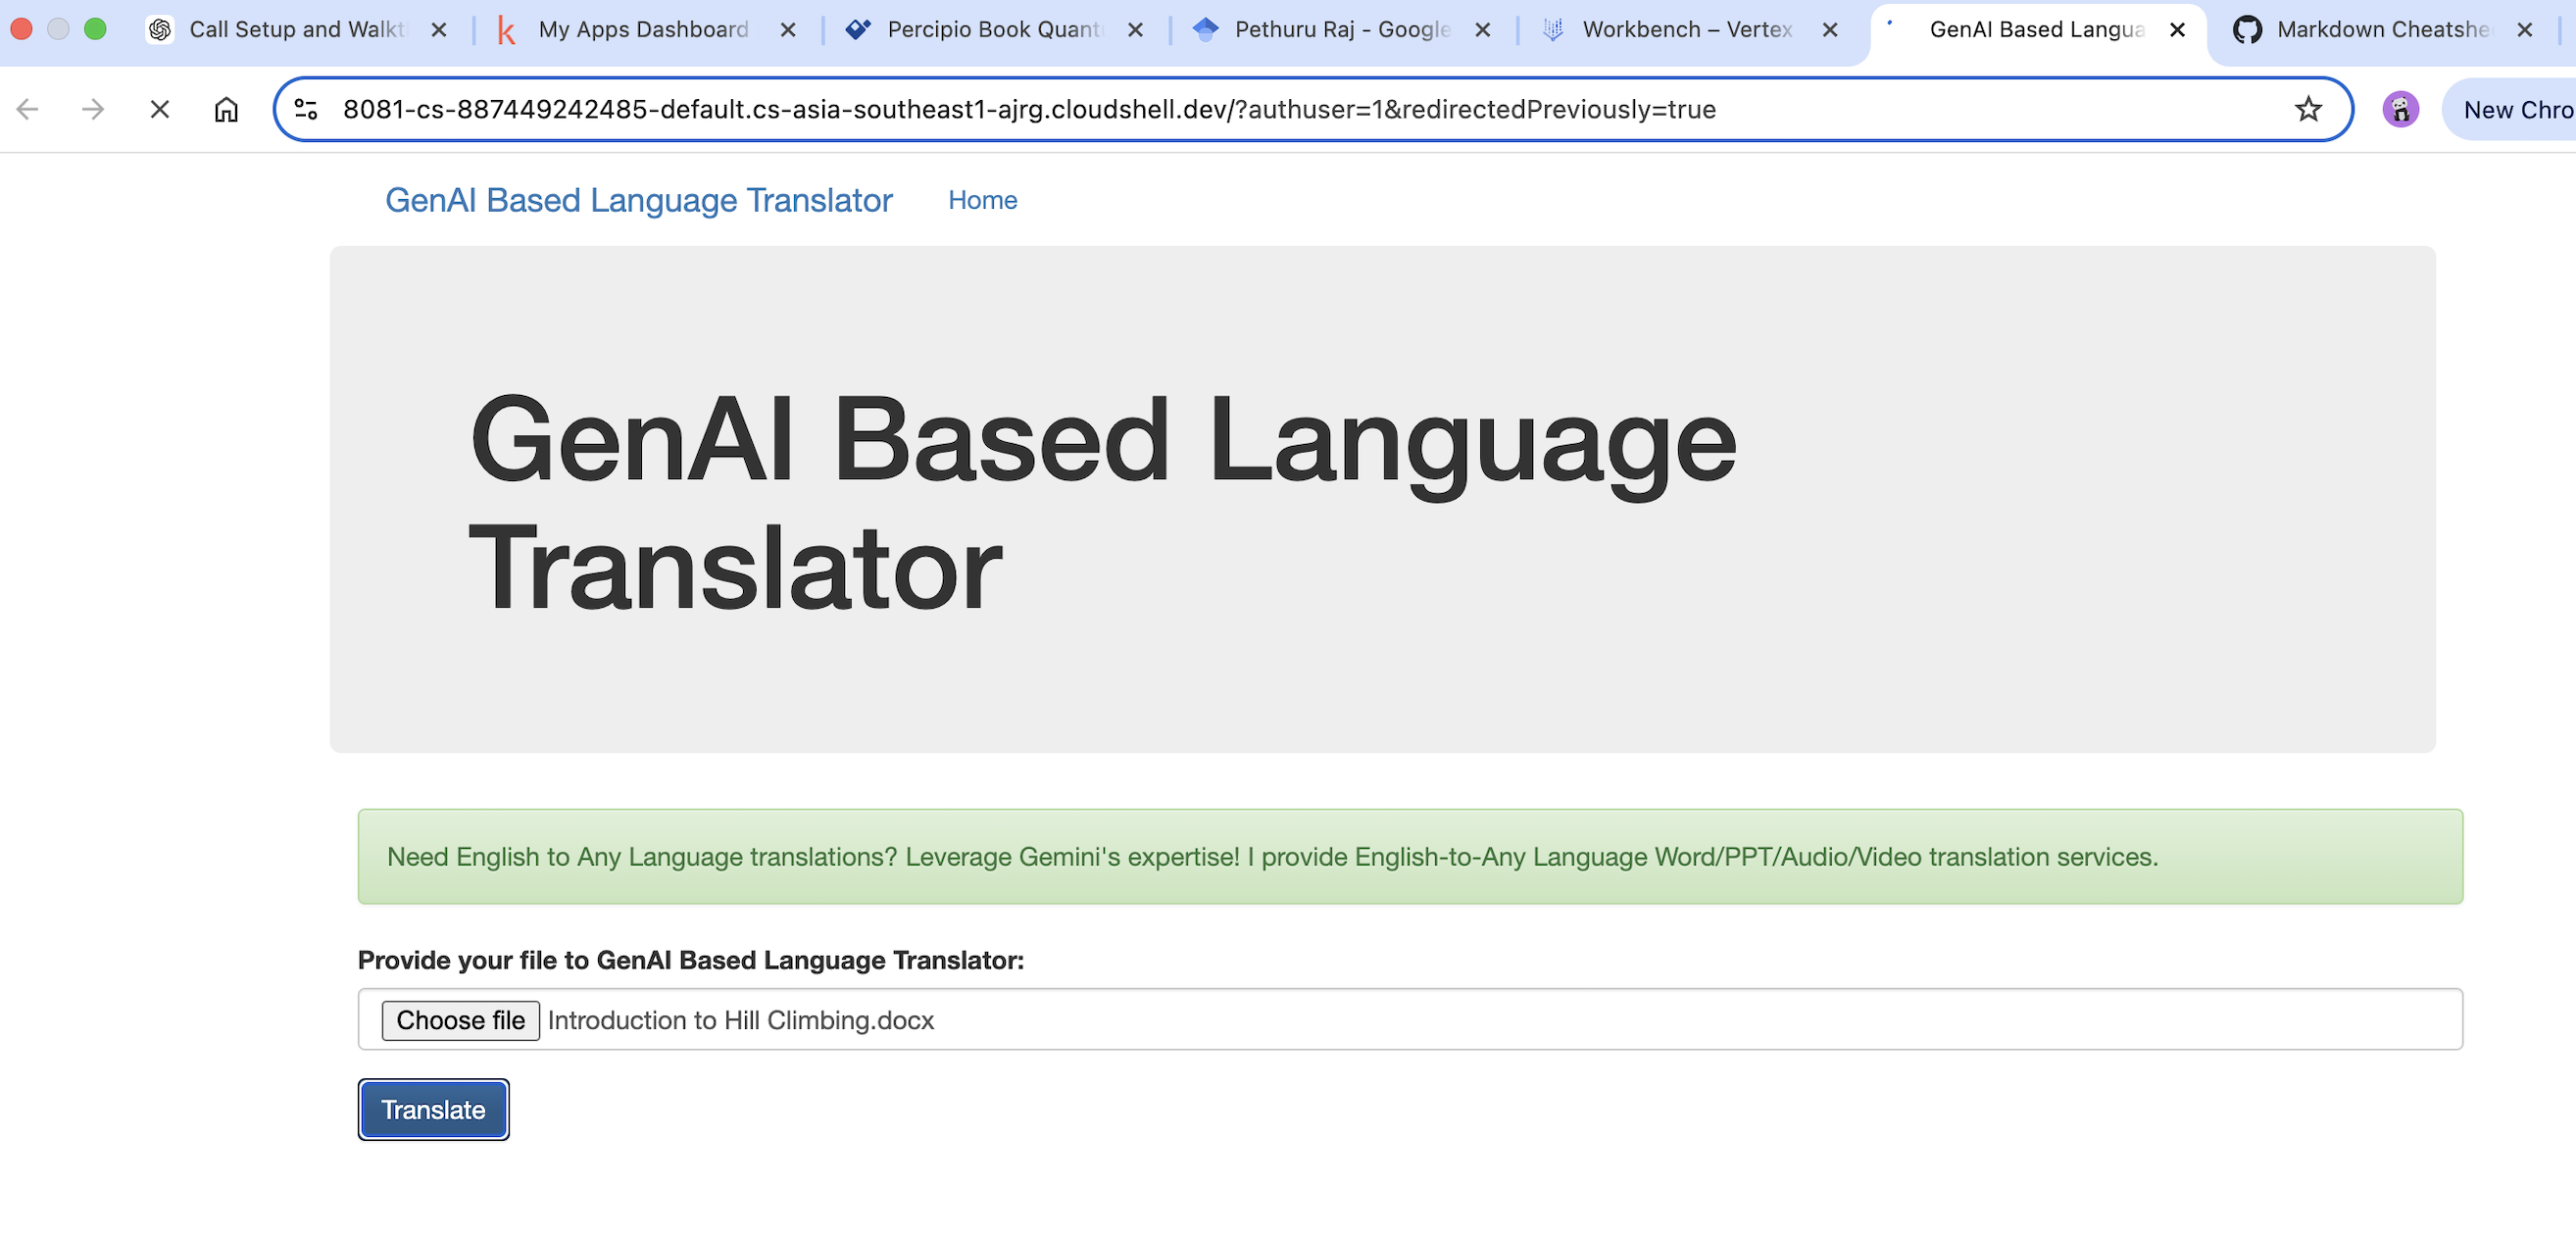 Call Setup and Walkt
My Apps Dashboard
Percipio Book Quant
Pethuru Raj - Google
Workbench – Vertex
GenAI Based Langua
Markdown Cheatshe
8081-cs-887449242485-default.cs-asia-southeast1-ajrg.cloudshell.dev/?authuser=1&redirectedPreviously=true
New Chro
GenAI Based Language Translator
Home
GenAI Based Language
Translator
Need English to Any Language translations? Leverage Gemini's expertise! I provide English-to-Any Language Word/PPT/Audio/Video translation services.
Provide your file to GenAI Based Language Translator:
Choose file Introduction to Hill Climbing.docx
Translate